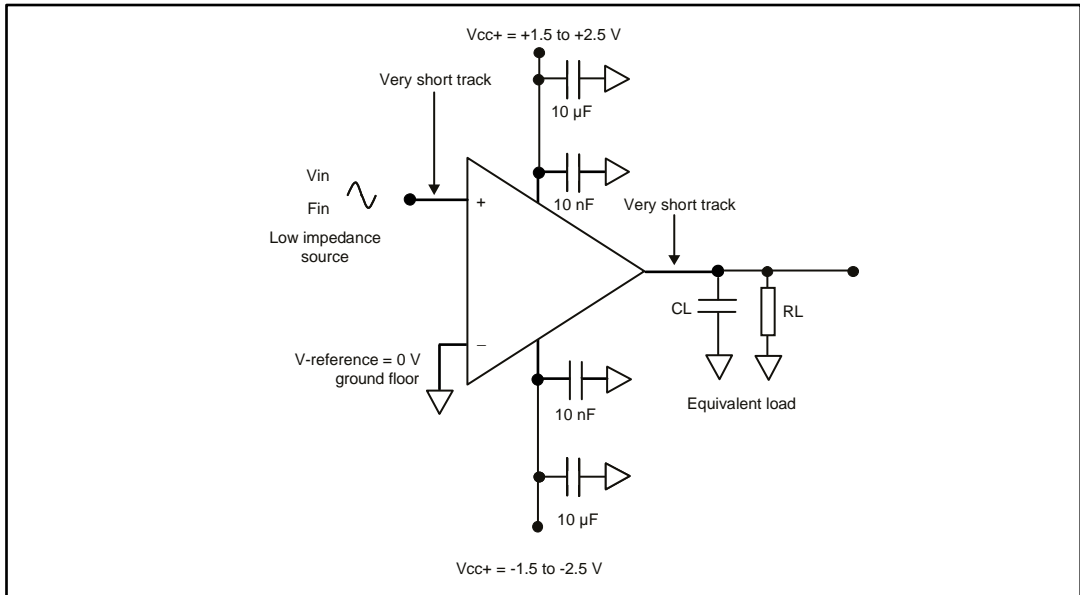 Vcc+ = +1.5 to +2.5 V
Very short track
10 µF
Vin
Fin
Low impedance
source
+
10 nF
Very short track
CL
RL
–
V-reference = 0 V
ground floor
10 nF
Equivalent load
10 µF
Vcc+ = -1.5 to -2.5 V